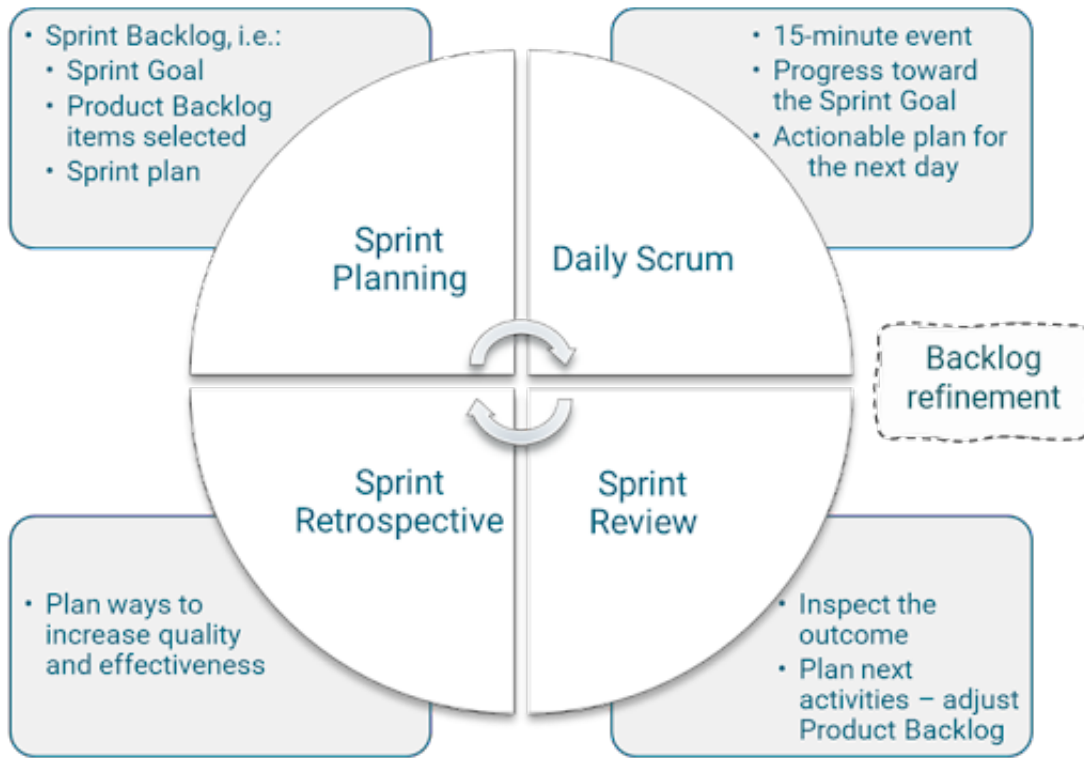 • Sprint Backlog, i.e.:
• Sprint Goal
• Product Backlog
items selected
• Sprint plan
• 15-minute event
• Progress toward
the Sprint Goal
• Actionable plan for
the next day
Sprint
Planning
Daily Scrum
Backlog
refinement
Sprint
Retrospective
Sprint
Review
• Plan ways to
increase quality
and effectiveness
• Inspect the
outcome
• Plan next
activities – adjust
Product Backlog